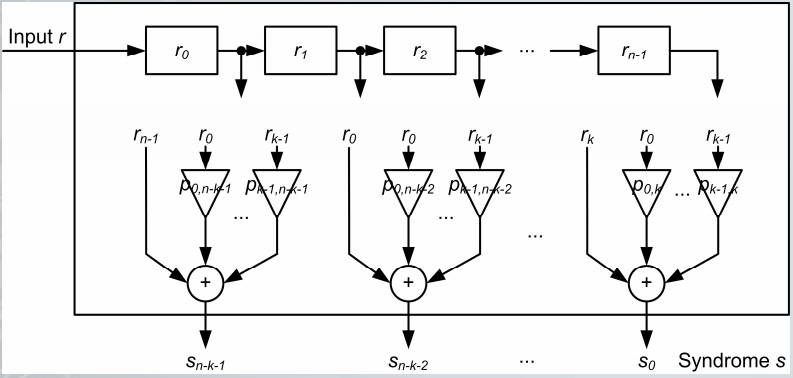 Input r
r0 r1 r2 ... rn-1
rn-1 r0 rk-1 r0 r0 rk-1 rk r0 rk-1
p0,n-k-1 pk-1,n-k-1 p0,n-k-2 pk-1,n-k-2 p0,k ... pk-1,k
... ...
...
+ + +
sn-k-1 sn-k-2 ... s0 Syndrome s